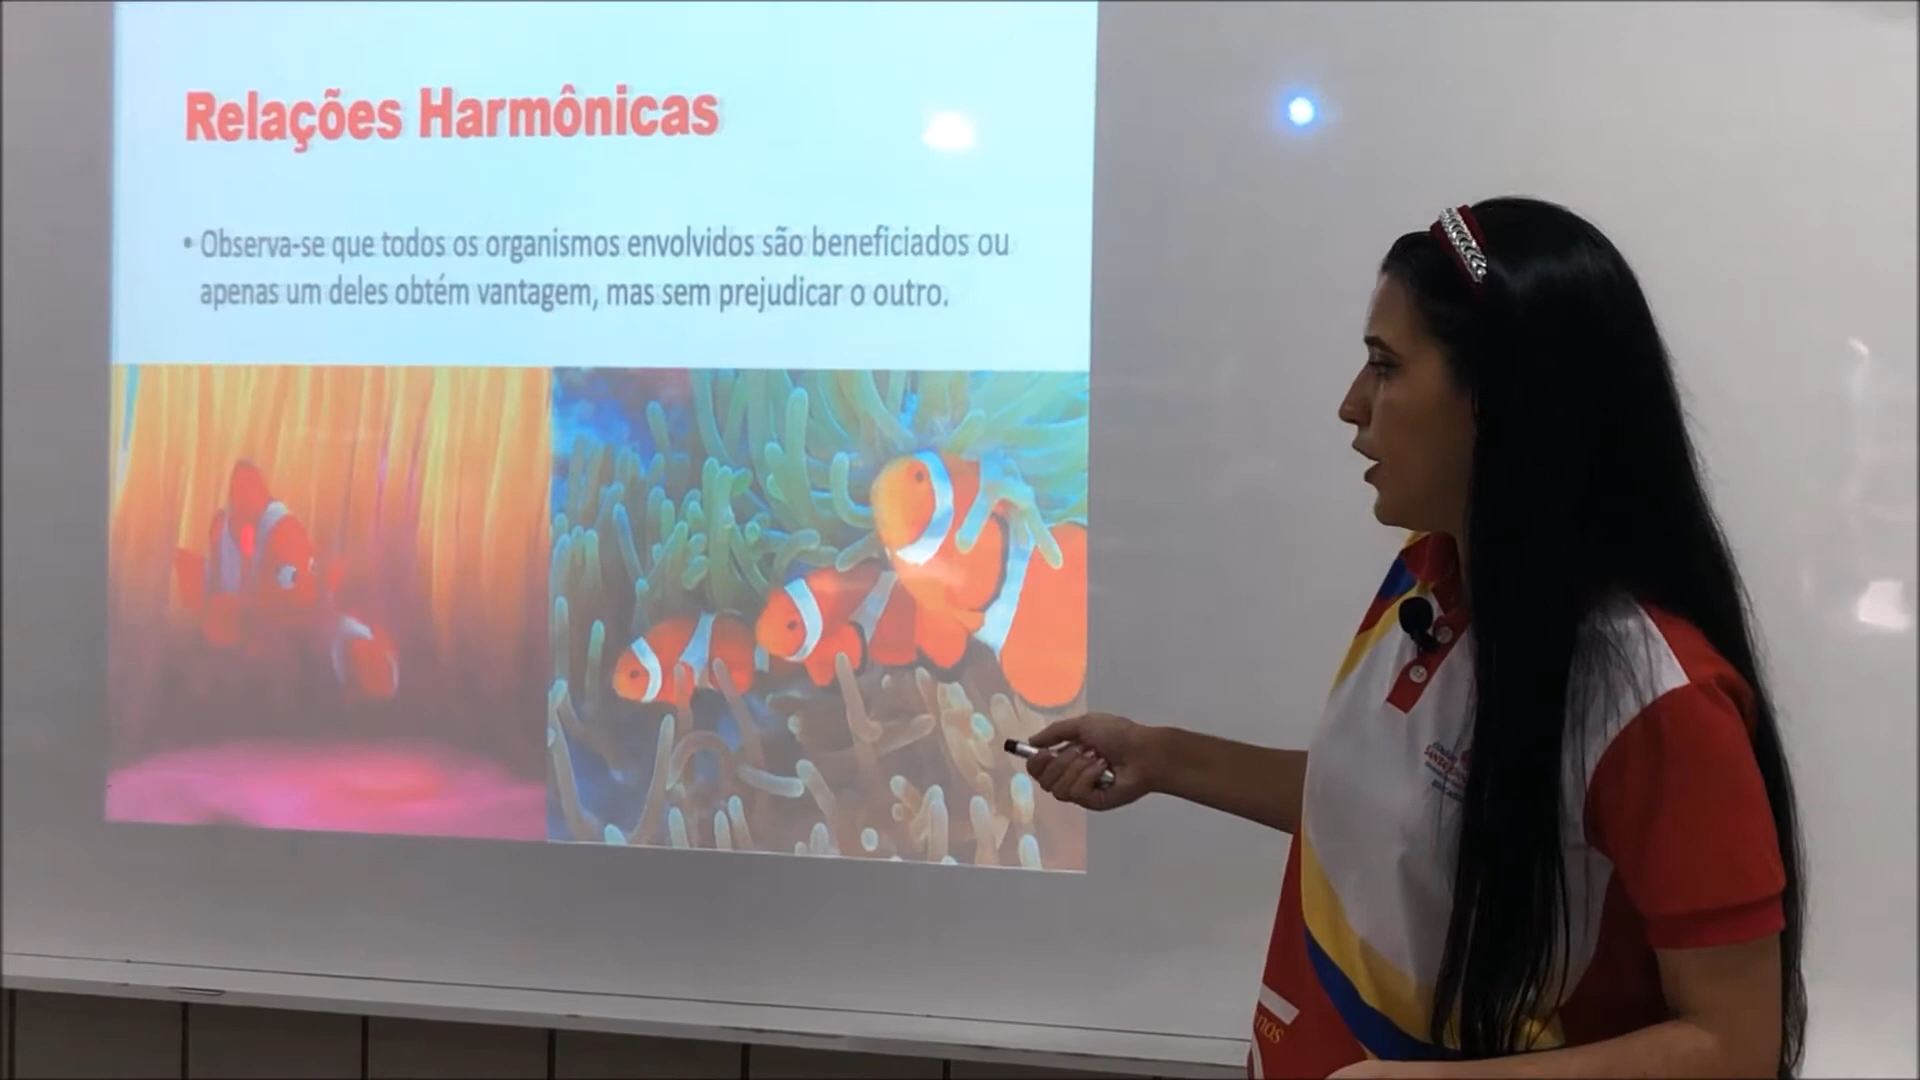 Relações Harmônicas
• Observa-se que todos os organismos envolvidos são beneficiados ou
apenas um deles obtém vantagem, mas sem prejudicar o outro.